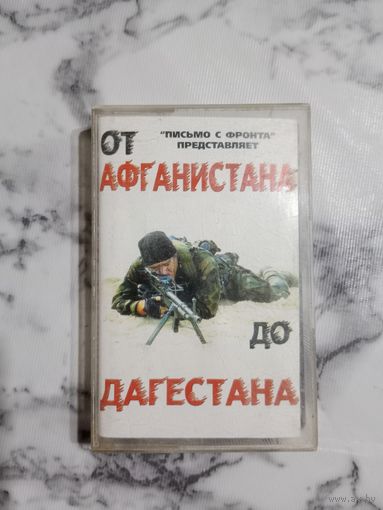 ОТ
"ПИСЬМО С ФРОНТА"
ПРЕДСТАВЛЯЕТ
АФГАНИСТАНА
ДО
ДАГЕСТАНА